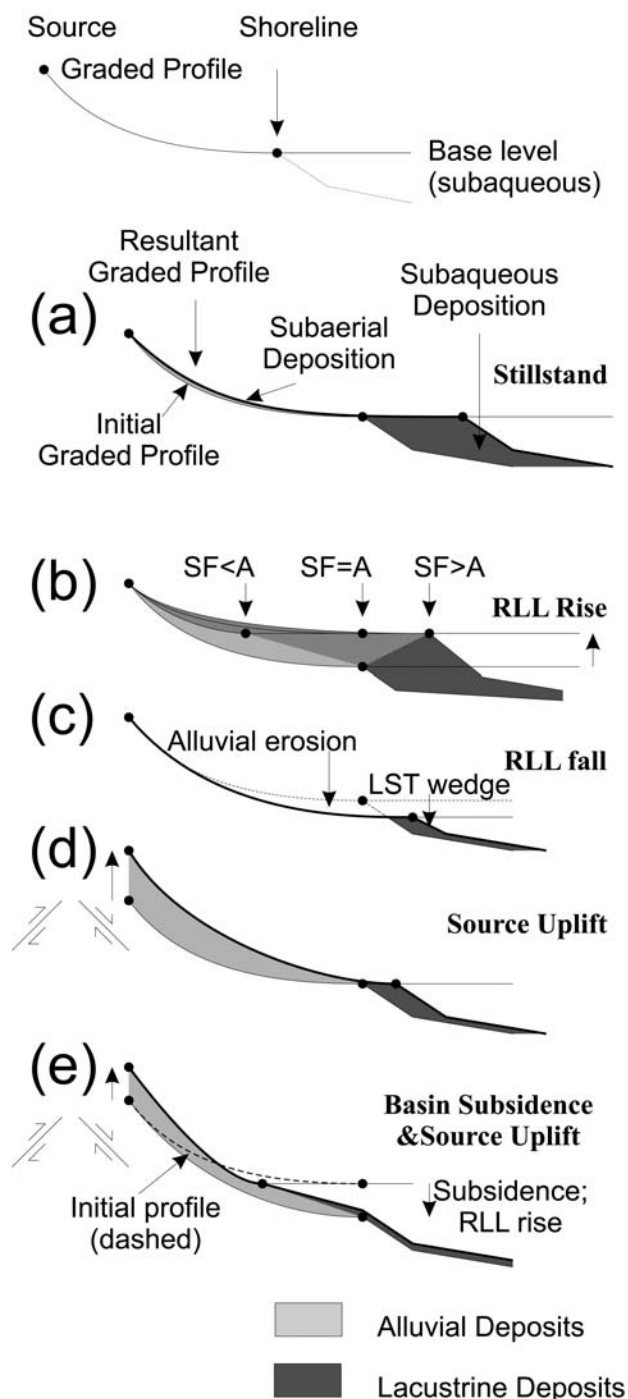 Source
Shoreline
Graded Profile
Base level
(subaqueous)
Resultant
Graded Profile
(a)
Subaqueous
Deposition
Subaerial
Deposition
Stillstand
Initial
Graded Profile
(b)
SF<A
SF=A
SF>A
RLL Rise
(c)
Alluvial erosion
RLL fall
LST wedge
(d)
Source Uplift
(e)
Basin Subsidence
&Source Uplift
Initial profile
(dashed)
Subsidence;
RLL rise
Alluvial Deposits
Lacustrine Deposits